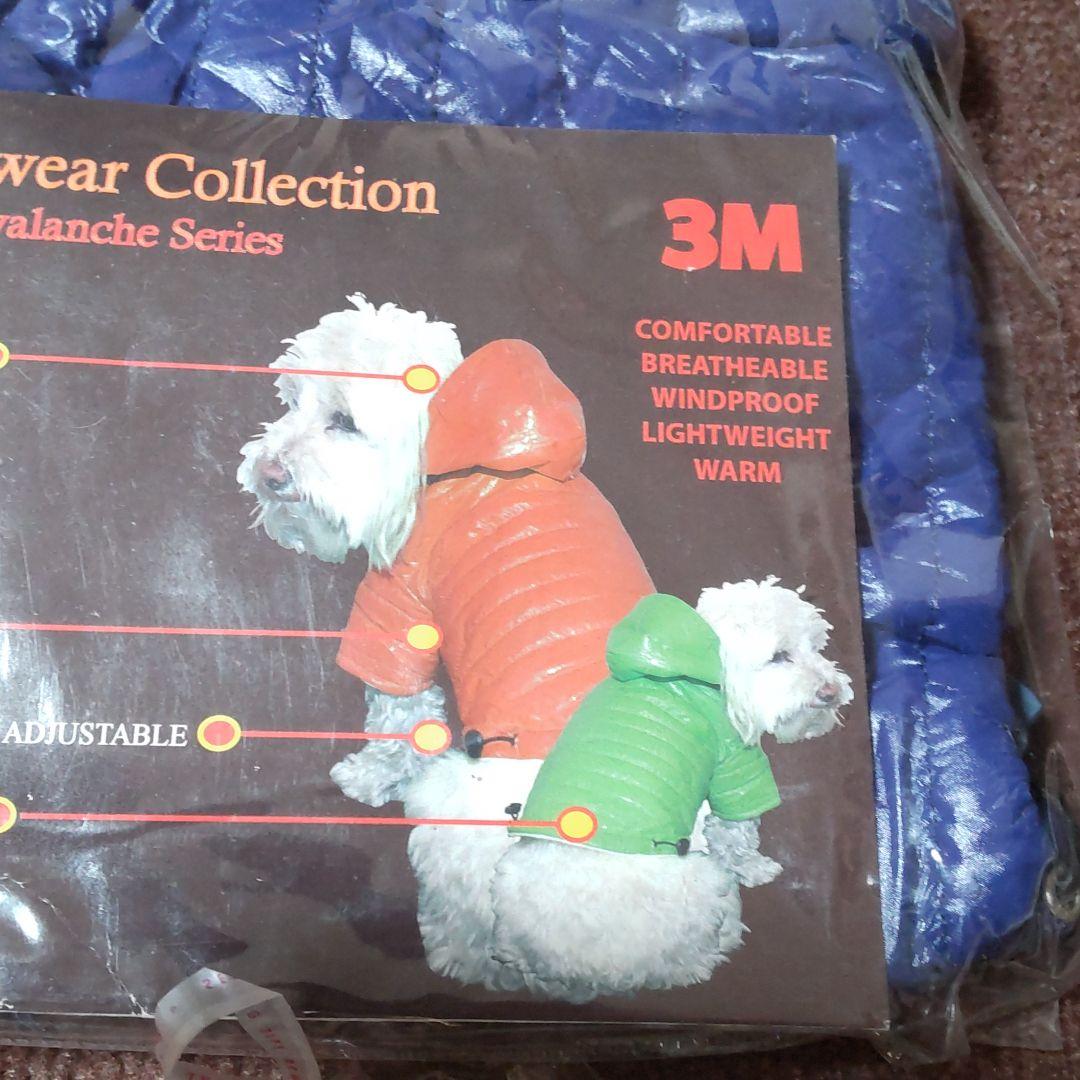 wear Collection
valanche Series
3M
COMFORTABLE
BREATHEABLE
WINDPROOF
LIGHTWEIGHT
WARM
ADJUSTABLE